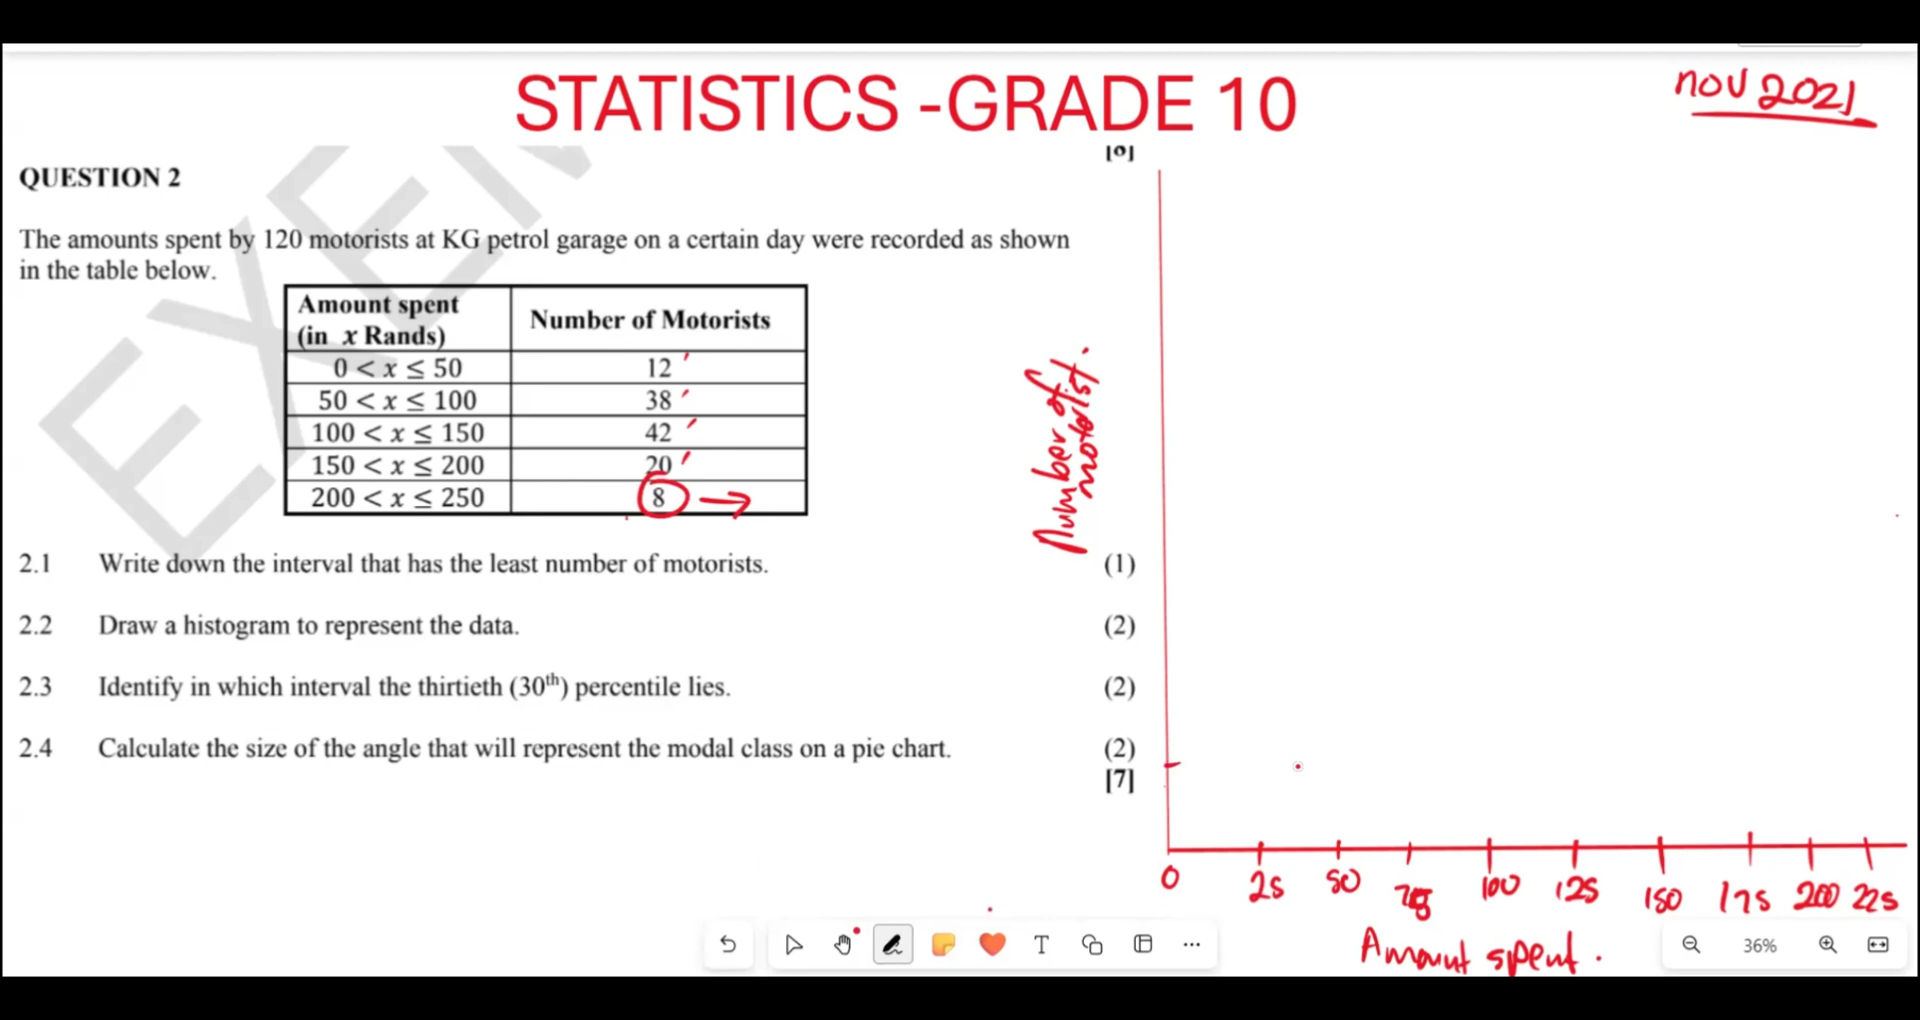 STATISTICS -GRADE 10
nov 2021
QUESTION 2
The amounts spent by 120 motorists at KG petrol garage on a certain day were recorded as shown
in the table below.
Amount spent
(in x Rands)
Number of Motorists
0 < x ≤ 50 12
50 < x ≤ 100 38
100 < x ≤ 150 42
150 < x ≤ 200 20
200 < x ≤ 250 8
2.1 Write down the interval that has the least number of motorists. (1)
2.2 Draw a histogram to represent the data. (2)
2.3 Identify in which interval the thirtieth (30th) percentile lies. (2)
2.4 Calculate the size of the angle that will represent the modal class on a pie chart. (2)
[7]
Number of
motorist.
0 25 50 75 100 125 150 175 200 225
Amount spent.
T
36%